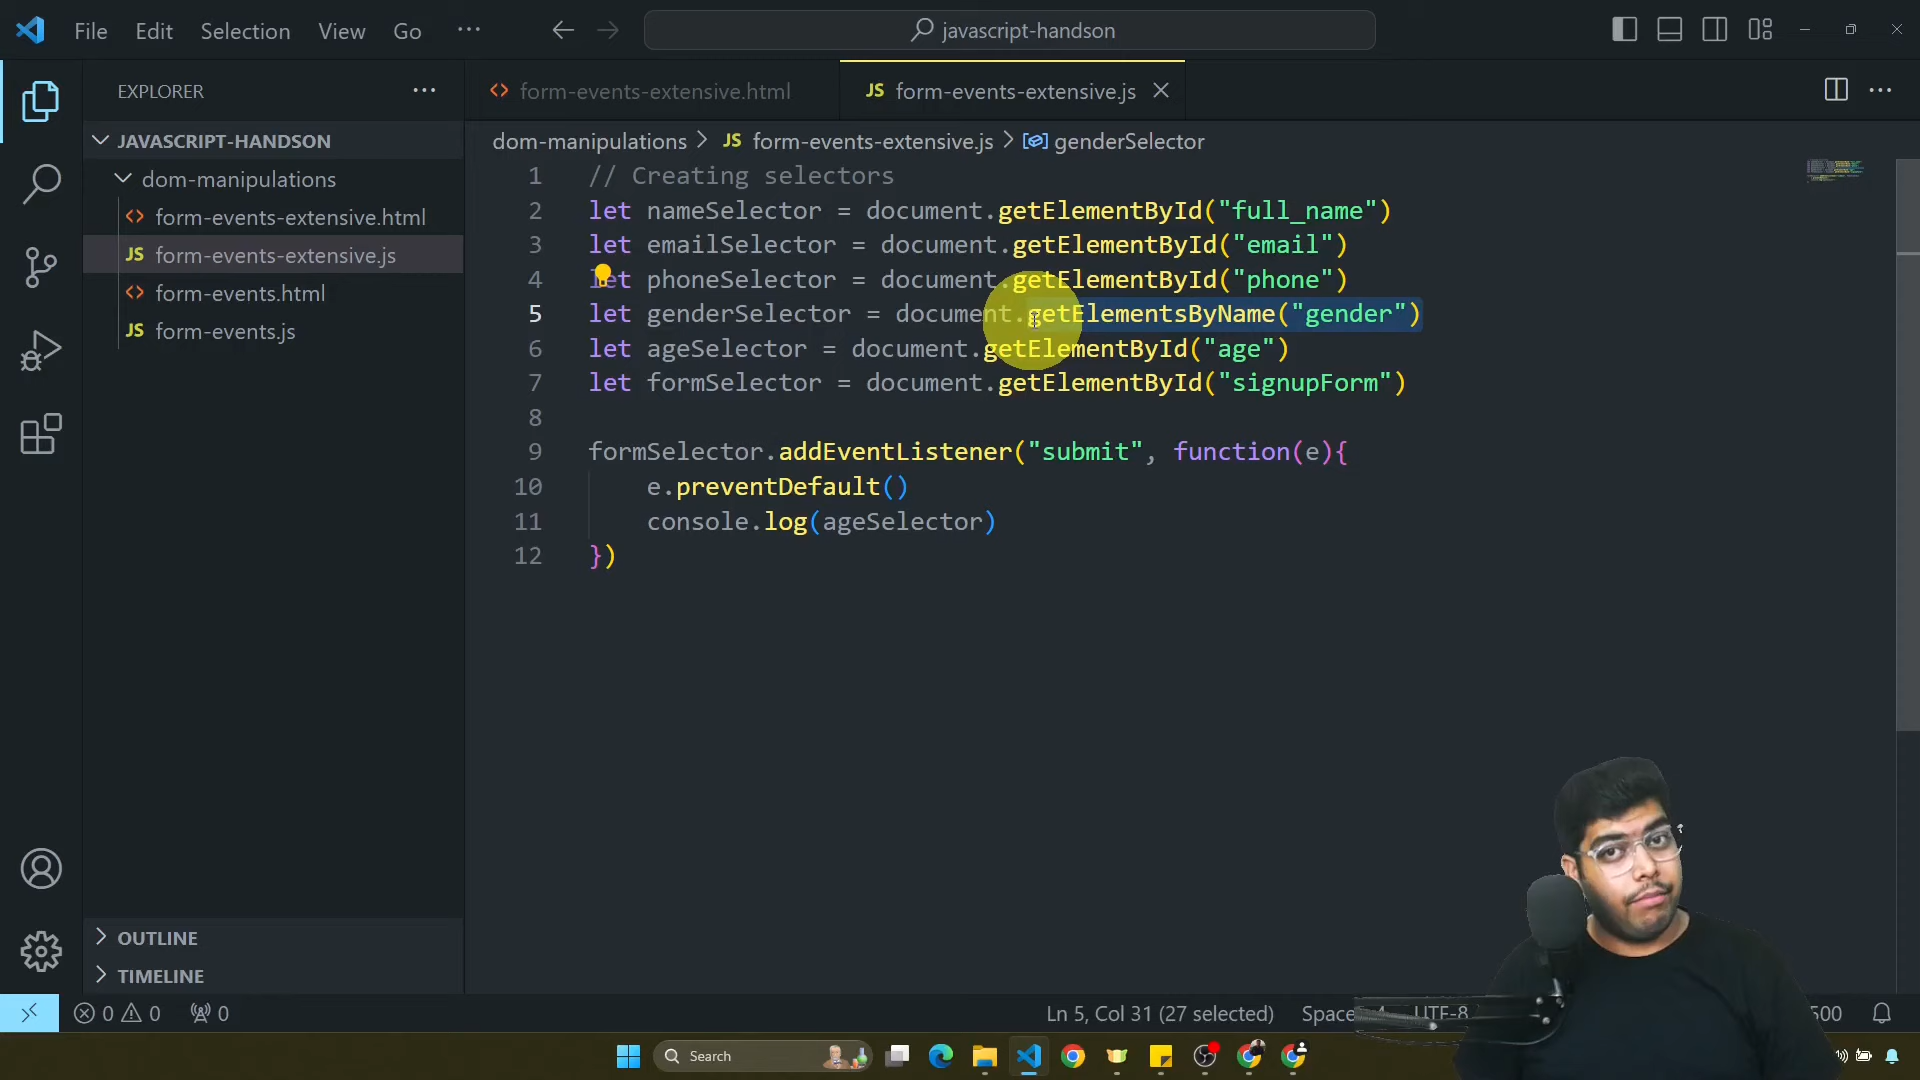 File Edit Selection View Go ··· javascript-handson
EXPLORER ···
JAVASCRIPT-HANDSON
dom-manipulations
form-events-extensive.html
JS form-events-extensive.js
form-events.html
JS form-events.js
OUTLINE
TIMELINE
form-events-extensive.html
JS form-events-extensive.js
dom-manipulations > JS form-events-extensive.js > genderSelector
1 // Creating selectors
2 let nameSelector = document.getElementById("full_name")
3 let emailSelector = document.getElementById("email")
4 let phoneSelector = document.getElementById("phone")
5 let genderSelector = document.getElementsByName("gender")
6 let ageSelector = document.getElementById("age")
7 let formSelector = document.getElementById("signupForm")
8
9 formSelector.addEventListener("submit", function(e){
10 e.preventDefault()
11 console.log(ageSelector)
12 })
0 0 0 Ln 5, Col 31 (27 selected) UTF-8
Search